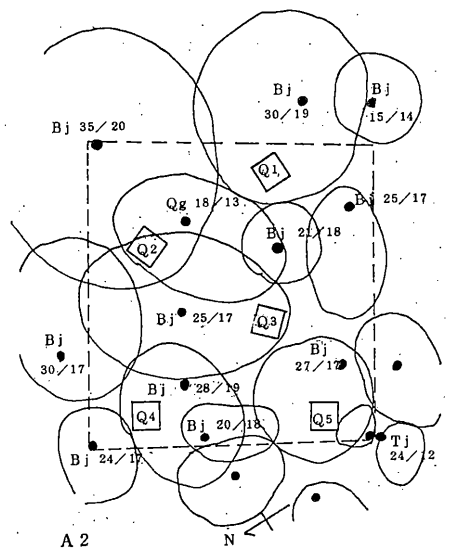 Bj
30/19
Bj
15/14
Bj 35/20
Q1
Qg 18/13
Bj 25/17
Q2
Bj 21/18
Bj 25/17
Q3
Bj
30/17
Bj
27/17
Bj 28/19
Q4
Bj 20/18
Q5
Bj 24/17
Tj
24/12
A 2
N